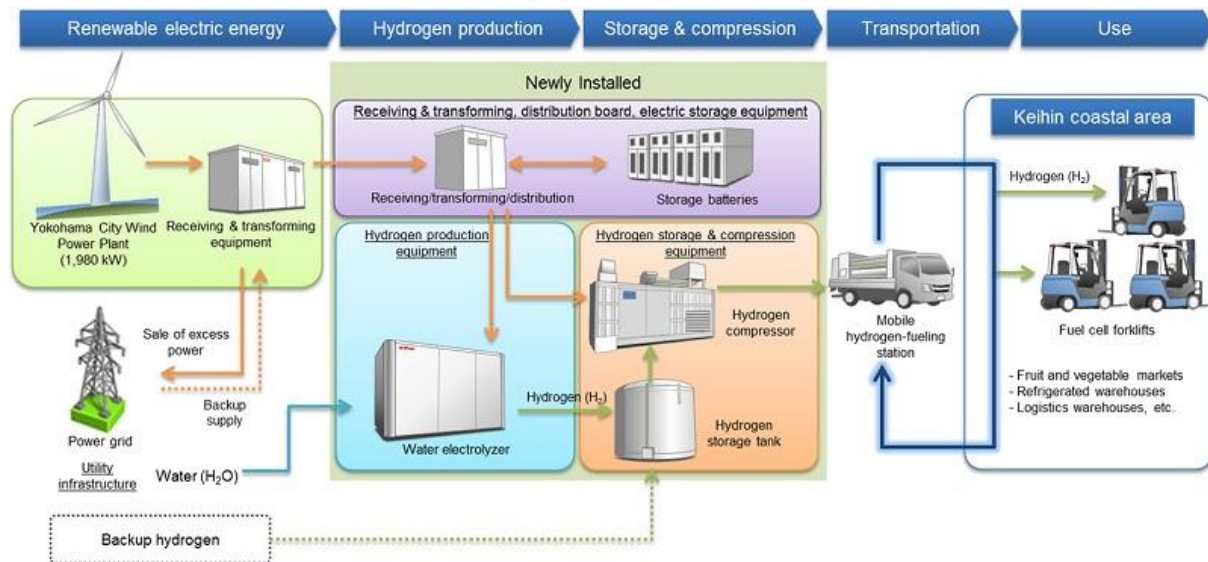 Renewable electric energy
Hydrogen production
Storage & compression
Transportation
Use
Newly Installed
Receiving & transforming, distribution board, electric storage equipment
Receiving/transforming/distribution
Storage batteries
Yokohama City Wind
Power Plant
(1,980 kW)
Receiving & transforming
equipment
Sale of excess
power
Backup
supply
Power grid
Utility
infrastructure
Water (H₂O)
Backup hydrogen
Hydrogen production
equipment
Water electrolyzer
Hydrogen (H₂)
Hydrogen storage & compression
equipment
Hydrogen
compressor
Hydrogen
storage tank
Mobile
hydrogen-fueling
station
Keihin coastal area
Hydrogen (H₂)
Fuel cell forklifts
- Fruit and vegetable markets
- Refrigerated warehouses
- Logistics warehouses, etc.